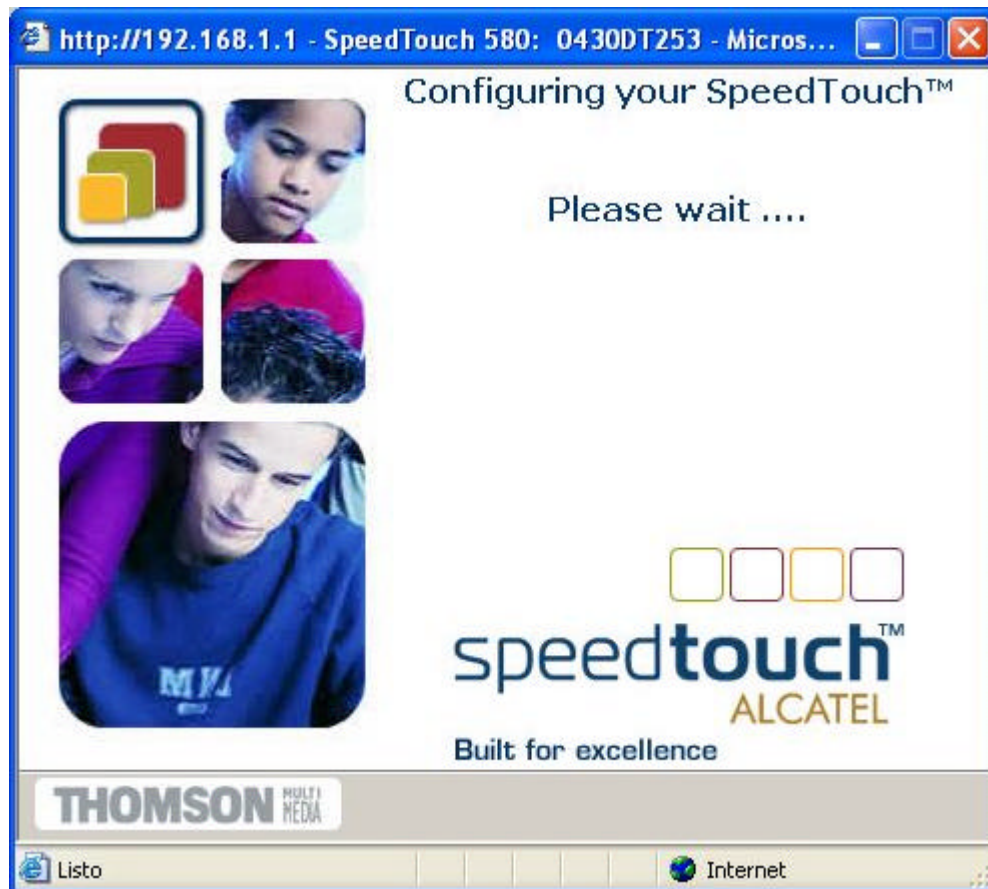 http://192.168.1.1 - SpeedTouch 580: 0430DT253 - Micros...
Configuring your SpeedTouch™
Please wait ....
speedtouch™
ALCATEL
Built for excellence
THOMSON MULTI MEDIA
Listo
Internet